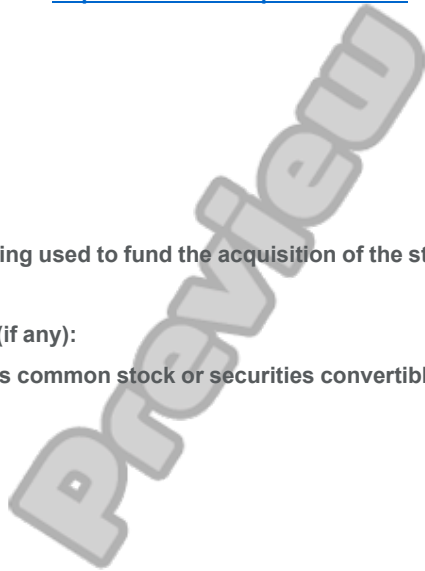 ing used to fund the acquisition of the st
(if any):
s common stock or securities convertibl
Preview